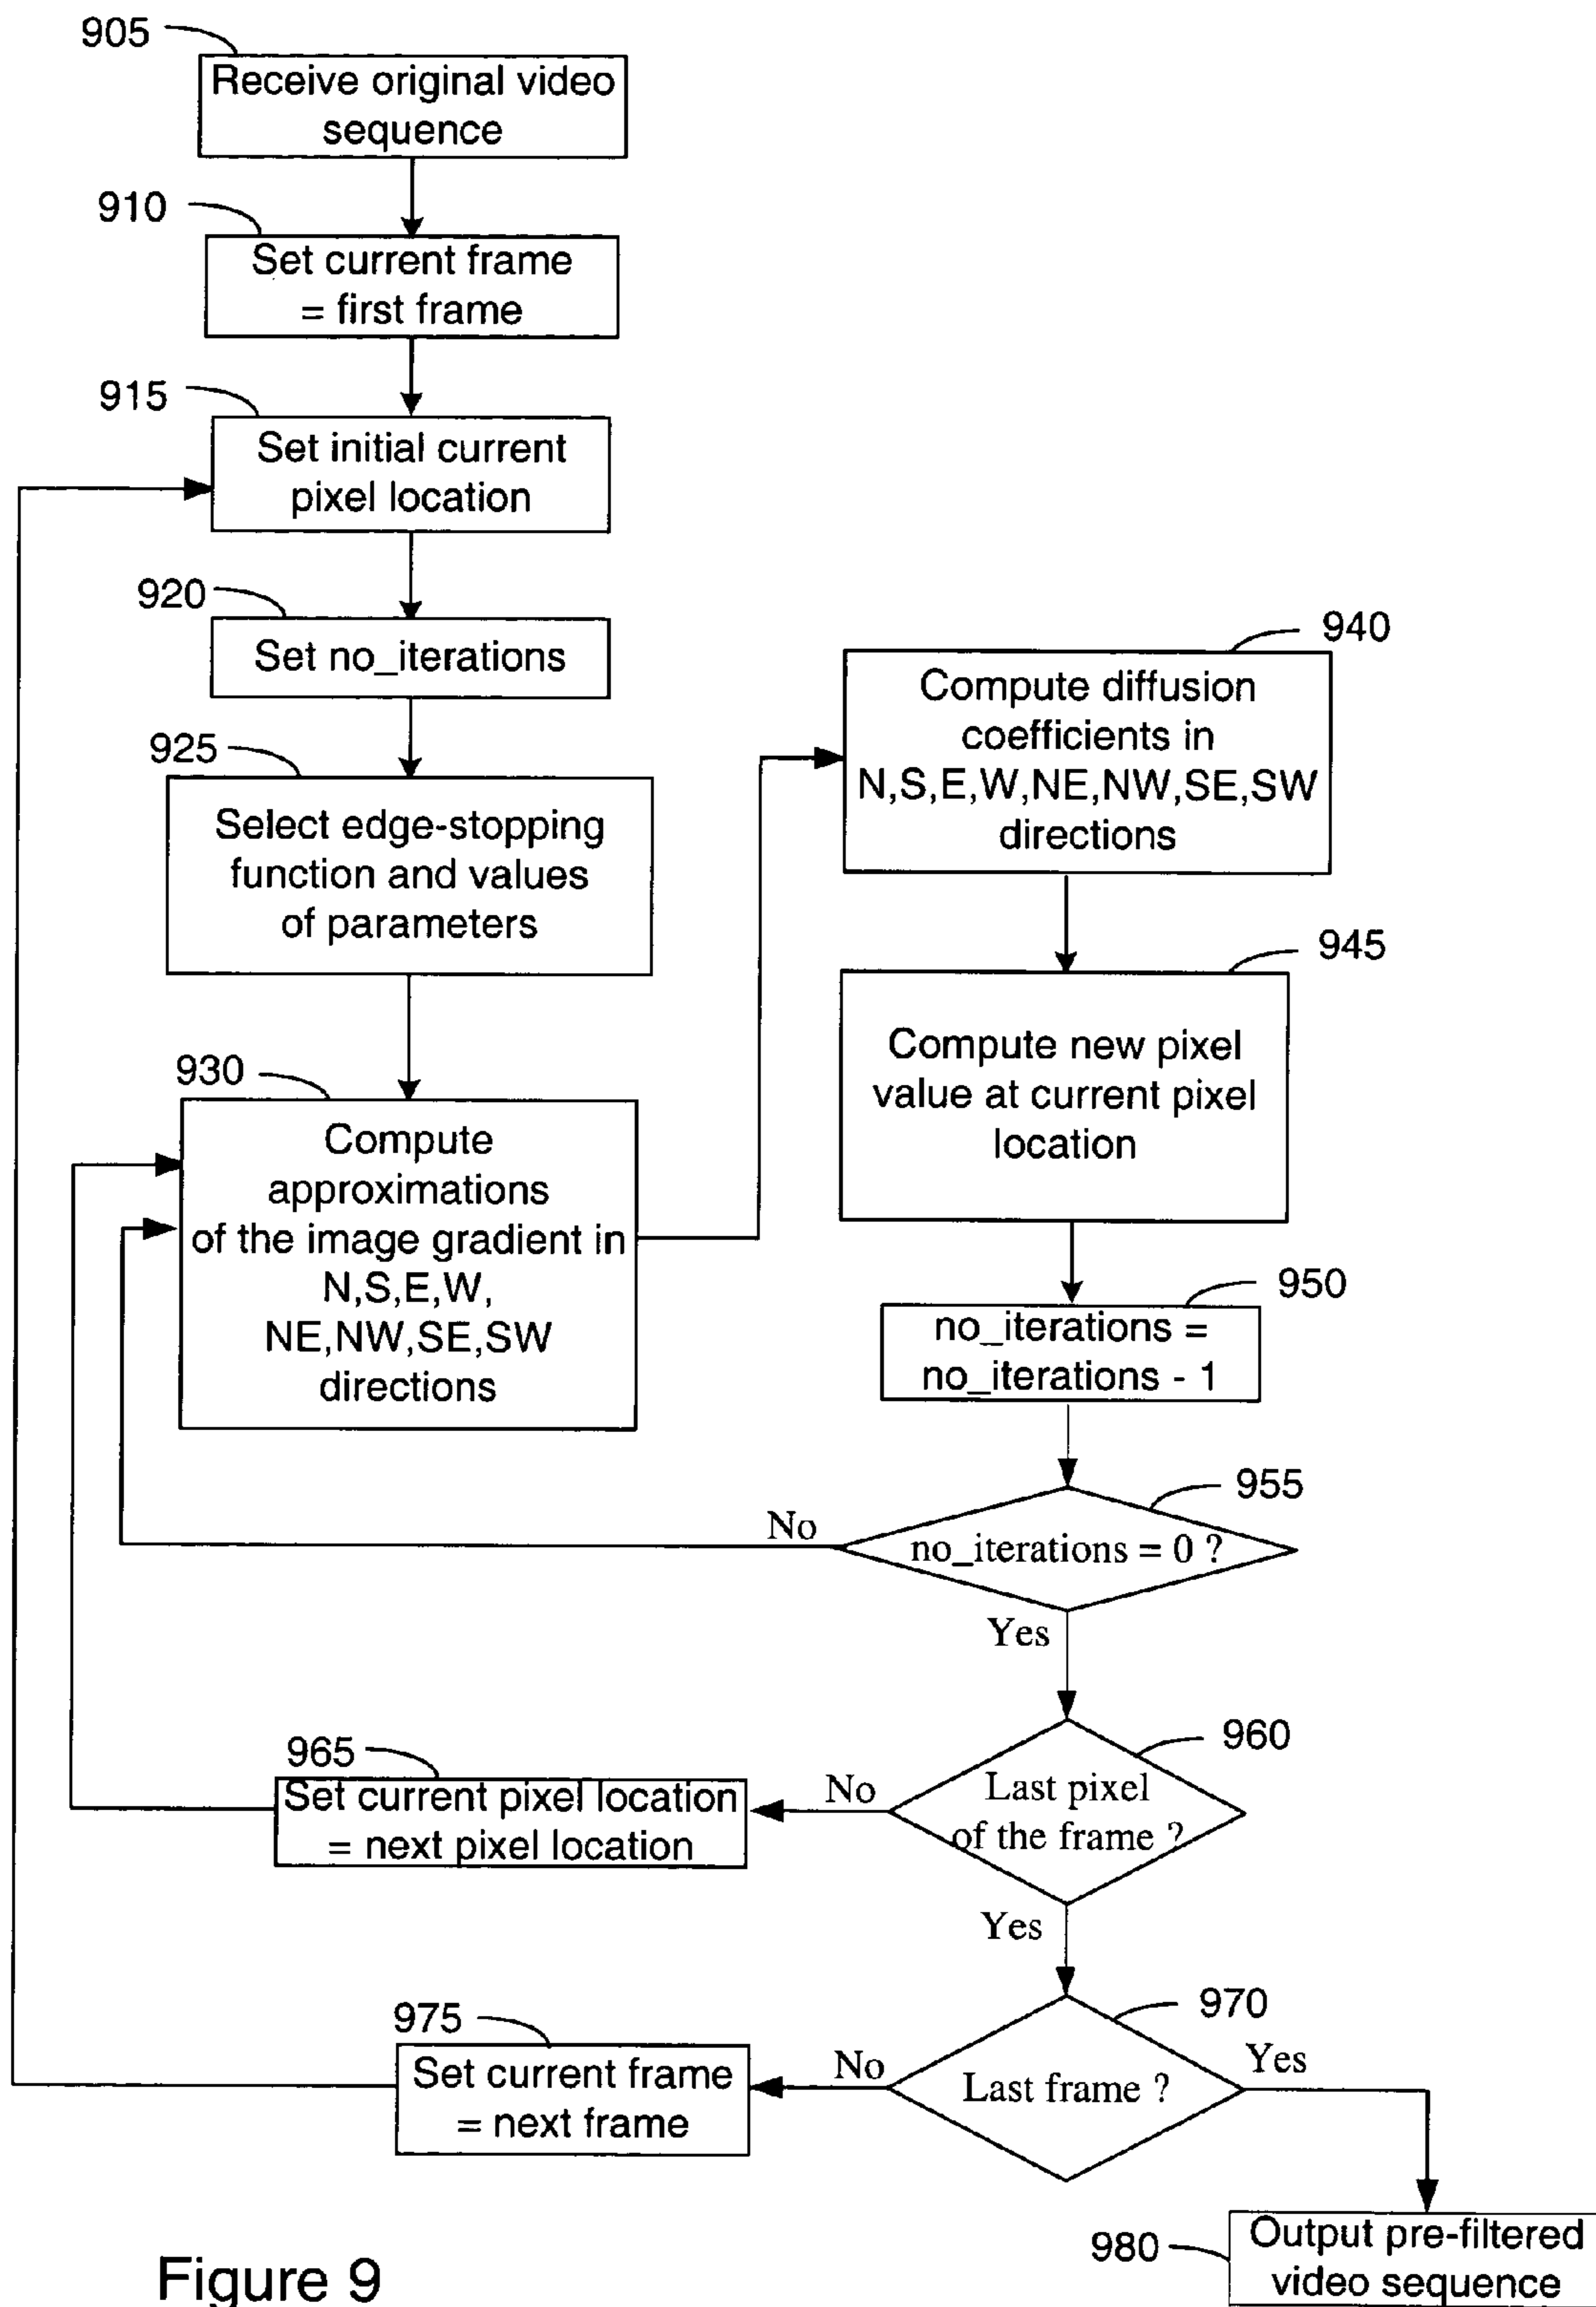 905
Receive original video
sequence
910
Set current frame
= first frame
915
Set initial current
pixel location
920
Set no_iterations
925
Select edge-stopping
function and values
of parameters
930
Compute
approximations
of the image gradient in
N,S,E,W,
NE,NW,SE,SW
directions
940
Compute diffusion
coefficients in
N,S,E,W,NE,NW,SE,SW
directions
945
Compute new pixel
value at current pixel
location
950
no_iterations =
no_iterations - 1
955
no_iterations = 0 ?
No
Yes
960
Last pixel
of the frame ?
No
965
Set current pixel location
= next pixel location
Yes
970
Last frame ?
No
975
Set current frame
= next frame
Yes
980
Output pre-filtered
video sequence
Figure 9